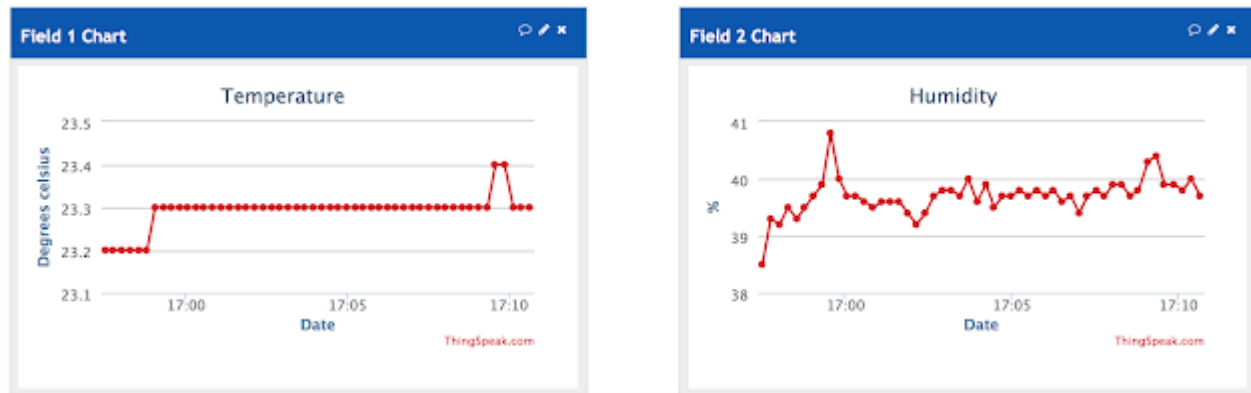 Field 1 Chart
Temperature
23.5
23.4
23.3
23.2
23.1
Degrees celsius
17:00 17:05 17:10
Date
ThingSpeak.com
Field 2 Chart
Humidity
41
40
39
38
%
17:00 17:05 17:10
Date
ThingSpeak.com